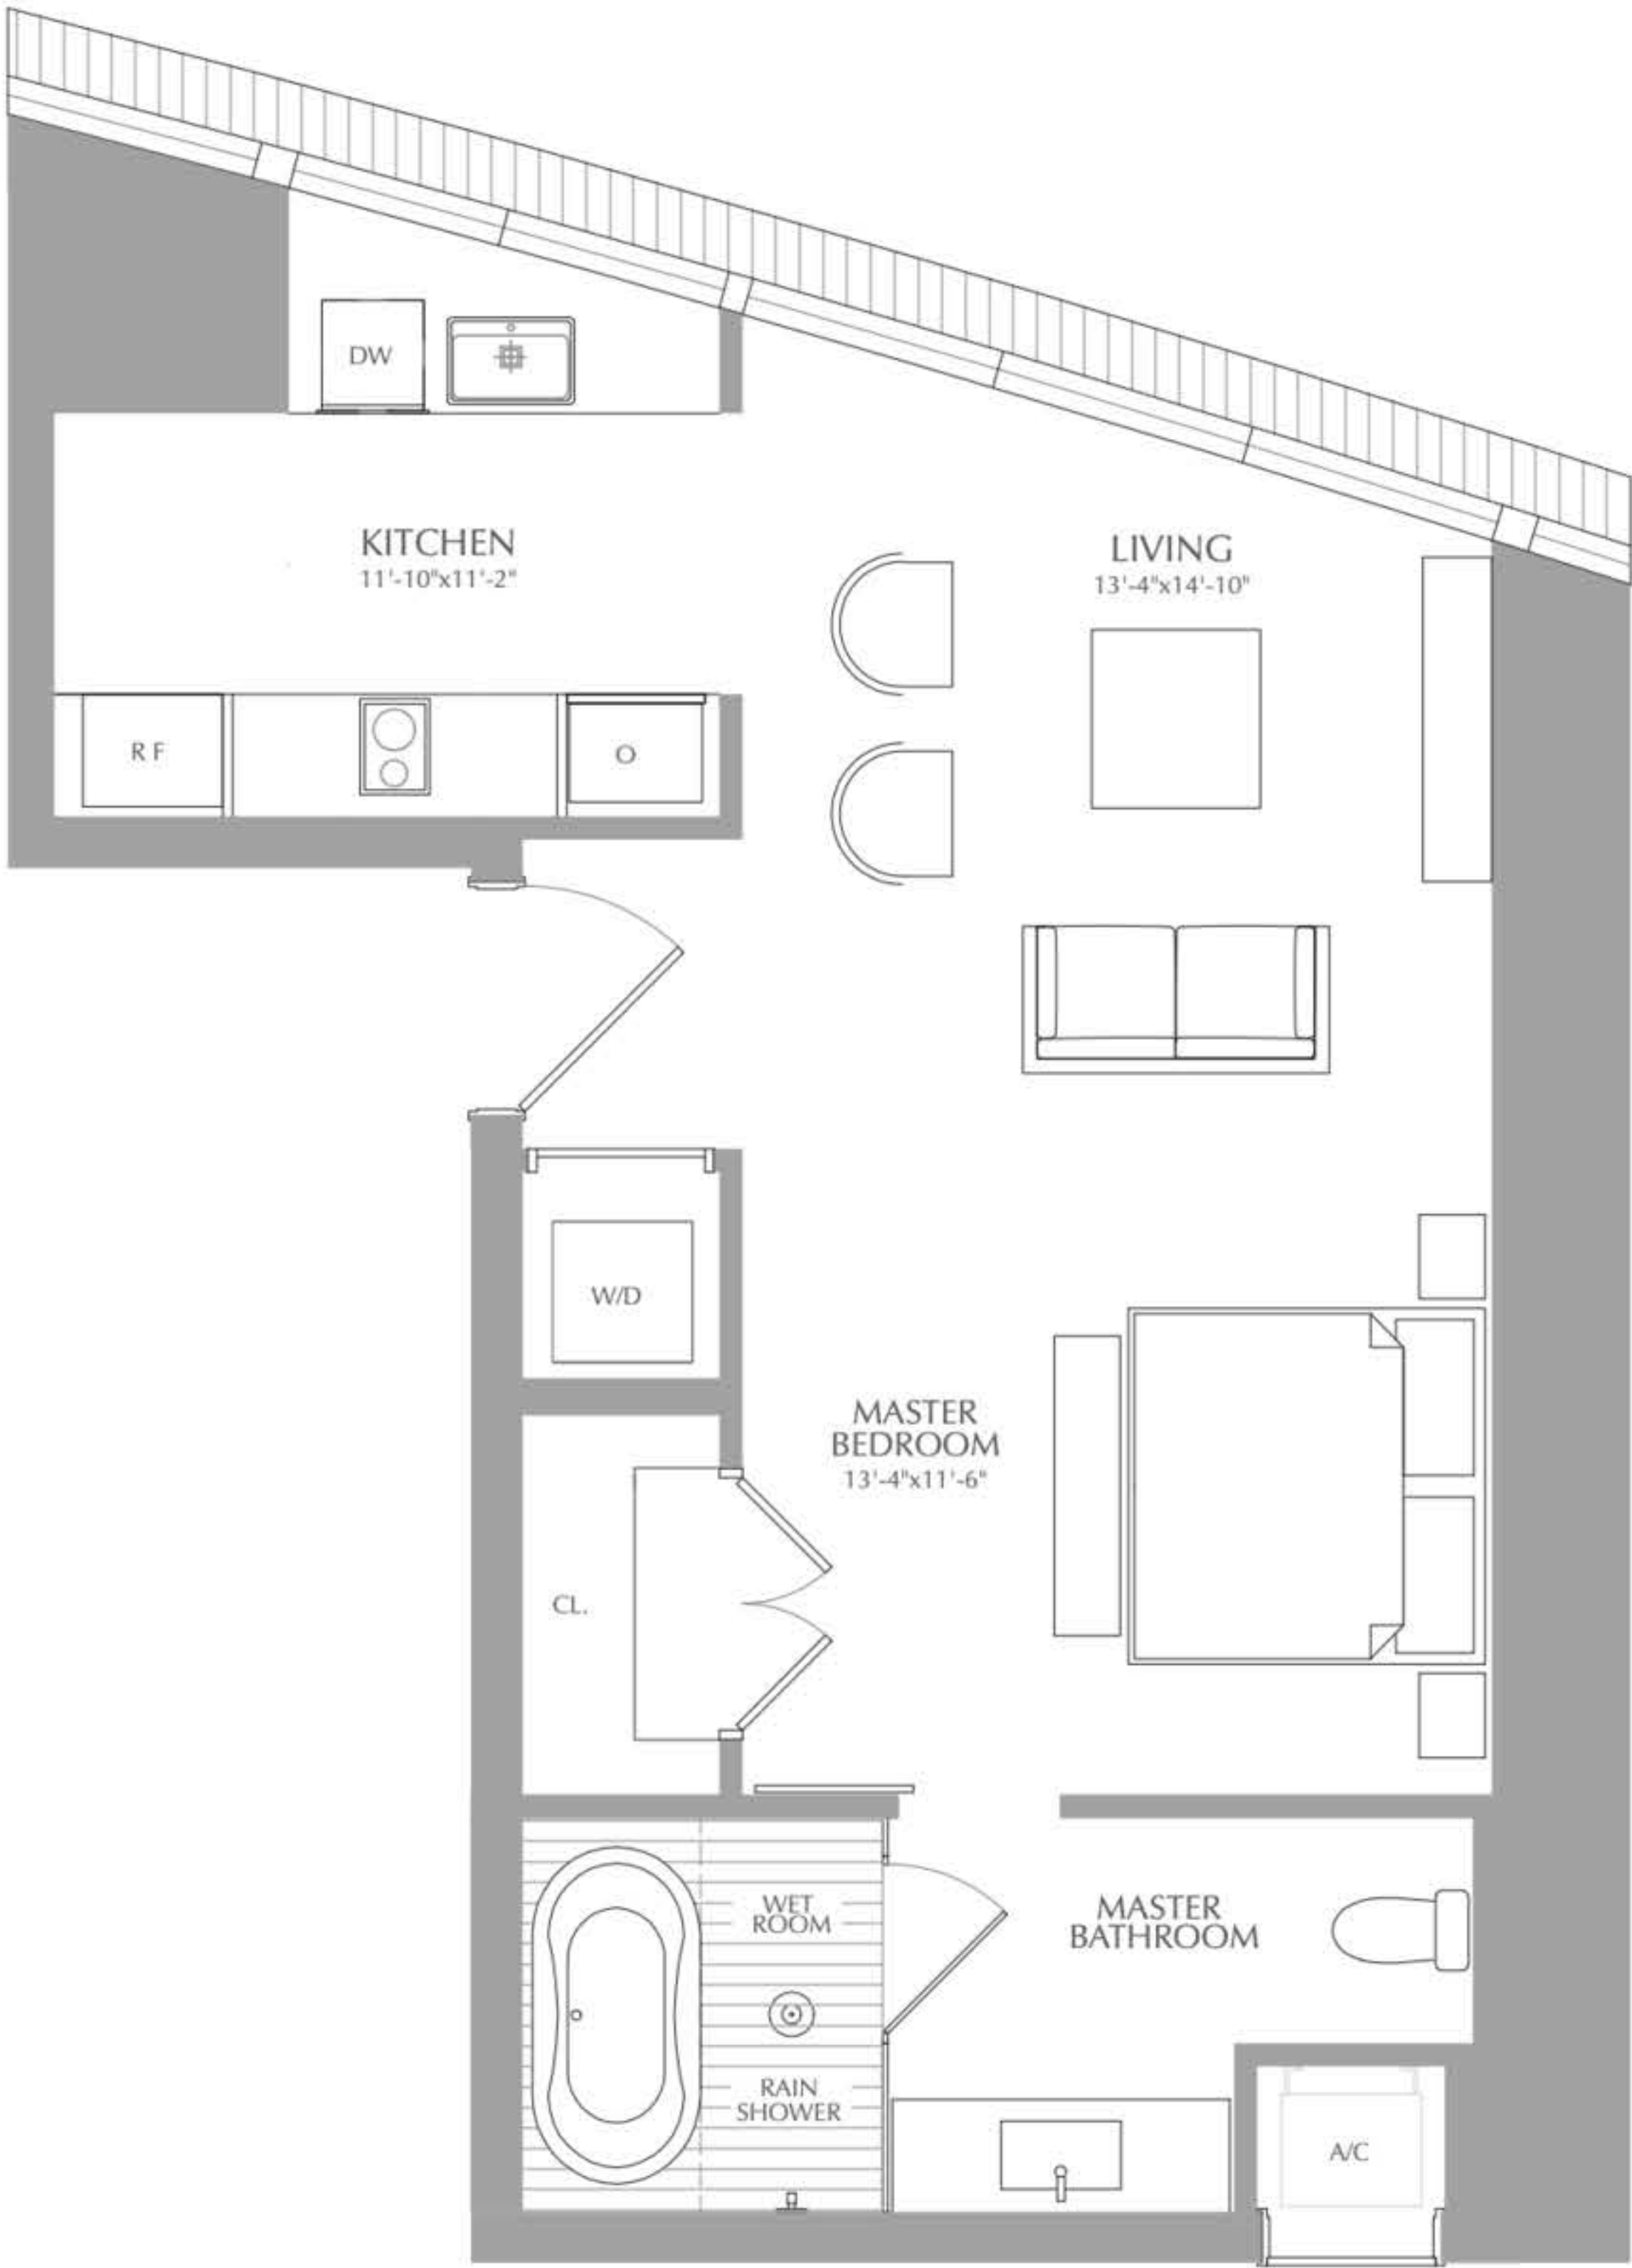 DW
KITCHEN
11'-10"x11'-2"
LIVING
13'-4"x14'-10"
R F
O
W/D
MASTER
BEDROOM
13'-4"x11'-6"
CL.
WET
ROOM
MASTER
BATHROOM
RAIN
SHOWER
A/C